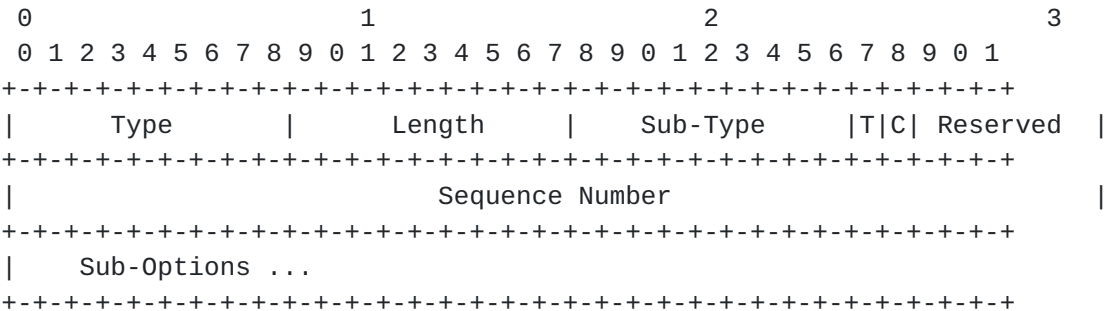 0                     1                     2                     3
 0 1 2 3 4 5 6 7 8 9 0 1 2 3 4 5 6 7 8 9 0 1 2 3 4 5 6 7 8 9 0 1
+-+-+-+-+-+-+-+-+-+-+-+-+-+-+-+-+-+-+-+-+-+-+-+-+-+-+-+-+-+-+-+-+
|      Type       |      Length     |    Sub-Type     |T|C| Reserved  |
+-+-+-+-+-+-+-+-+-+-+-+-+-+-+-+-+-+-+-+-+-+-+-+-+-+-+-+-+-+-+-+-+
|                           Sequence Number                           |
+-+-+-+-+-+-+-+-+-+-+-+-+-+-+-+-+-+-+-+-+-+-+-+-+-+-+-+-+-+-+-+-+
|    Sub-Options ...
+-+-+-+-+-+-+-+-+-+-+-+-+-+-+-+-+-+-+-+-+-+-+-+-+-+-+-+-+-+-+-+-+